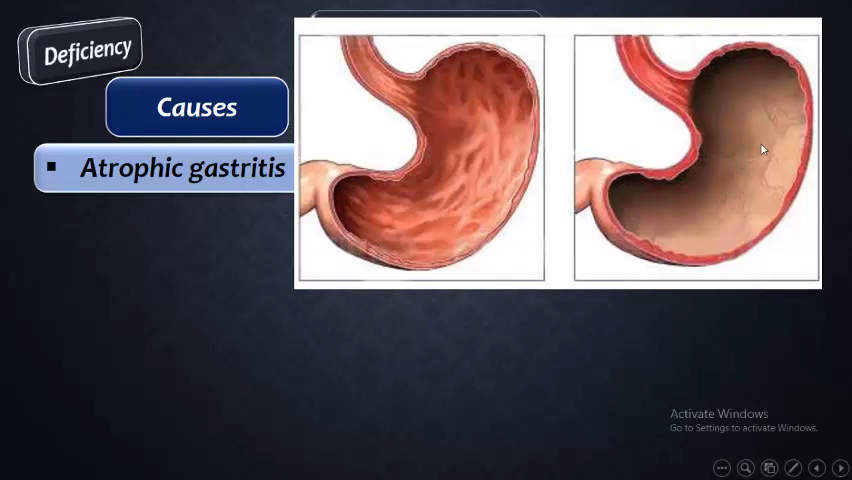 Deficiency
Causes
▪ Atrophic gastritis
Activate Windows
Go to Settings to activate Windows.